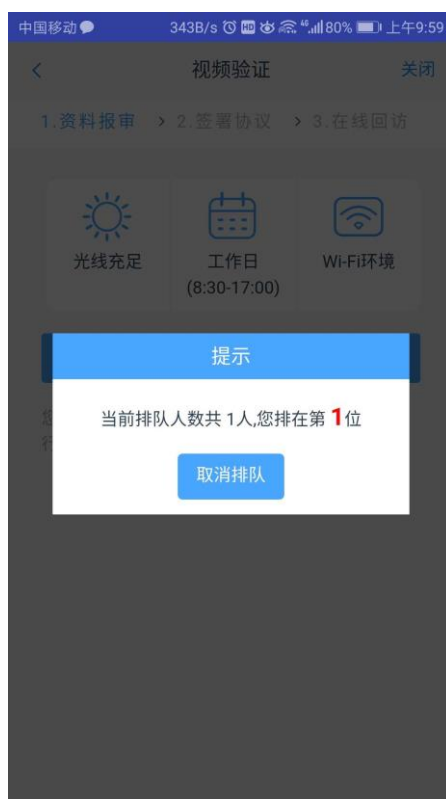 中国移动 343B/s HD 46 80% 上午9:59
视频验证 关闭
1.资料报审 > 2.签署协议 > 3.在线回访
光线充足 工作日 Wi-Fi环境
(8:30-17:00)
提示
当前排队人数共 1人,您排在第 1位
行
取消排队